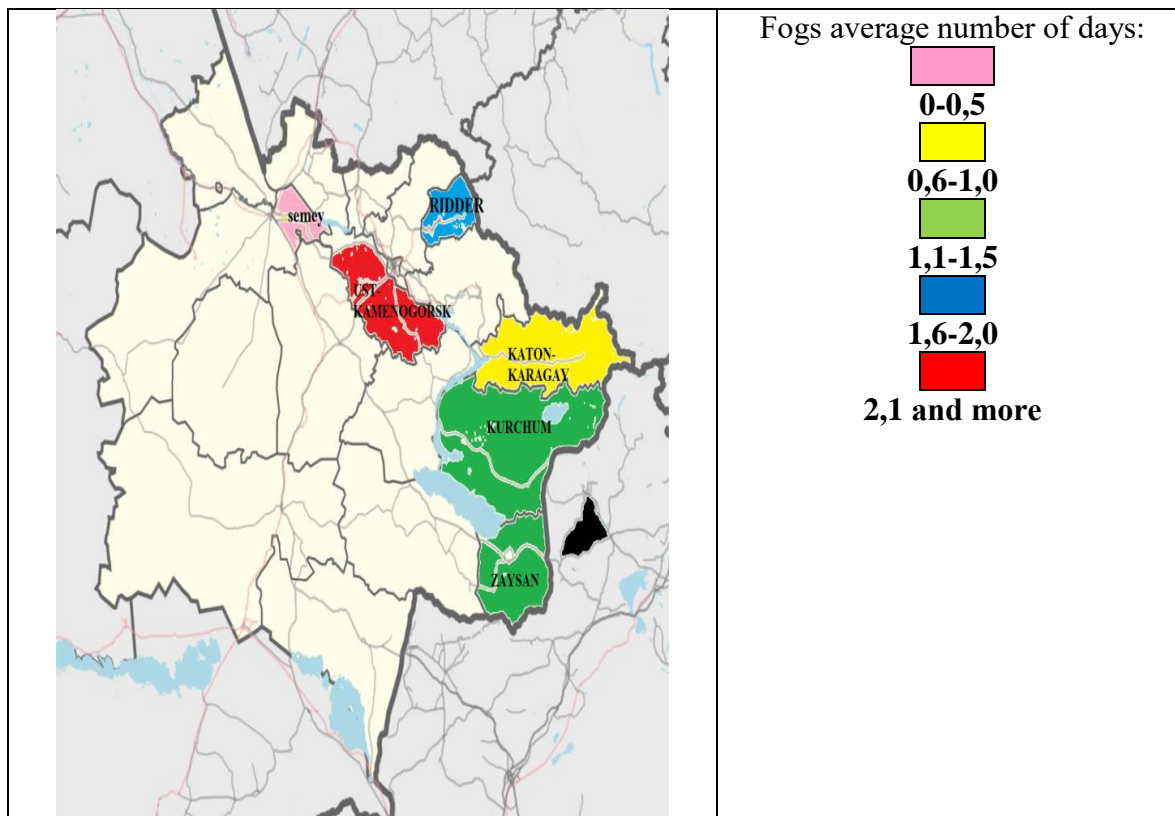 semey
RIDDER
UST-
KAMENOGORSK
KATON-
KARAGAY
KURCHUM
ZAYSAN
Fogs average number of days:
0-0,5
0,6-1,0
1,1-1,5
1,6-2,0
2,1 and more